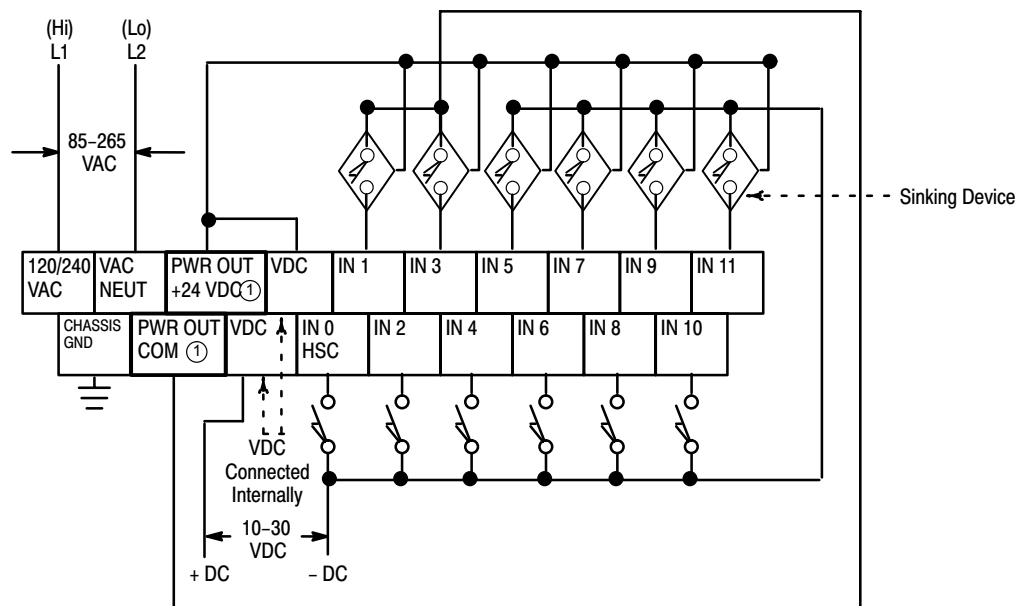 (Hi)
L1
(Lo)
L2
85–265
VAC
Sinking Device
120/240
VAC
VAC
NEUT
PWR OUT
+24 VDC ①
VDC
IN 1
IN 3
IN 5
IN 7
IN 9
IN 11
CHASSIS
GND
PWR OUT
COM ①
VDC
IN 0
HSC
IN 2
IN 4
IN 6
IN 8
IN 10
VDC
Connected
Internally
10–30
VDC
+ DC
– DC